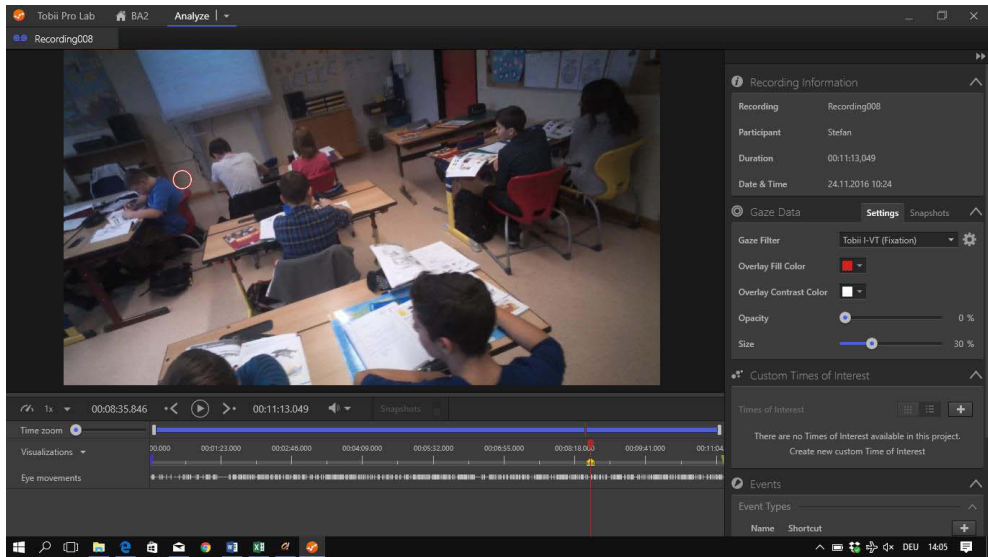 Tobii Pro Lab BA2 Analyze
Recording008
Recording Information
Recording Recording008
Participant Stefan
Duration 00:11:13,049
Date & Time 24.11.2016 10:24
Gaze Data Settings Snapshots
Gaze Filter Tobii I-VT (Fixation)
Overlay Fill Color
Overlay Contrast Color
Opacity 0 %
Size 30 %
Custom Times of Interest
Times of Interest
There are no Times of Interest available in this project.
Create new custom Time of Interest
Events
Event Types
Name Shortcut
1x 00:08:35.846 00:11:13.049 Snapshots
Time zoom
Visualizations 00.000 00:01:23.000 00:02:46.000 00:04:09.000 00:05:32.000 00:06:55.000 00:08:18.000 00:09:41.000 00:11:04
Eye movements
DEU 14:05